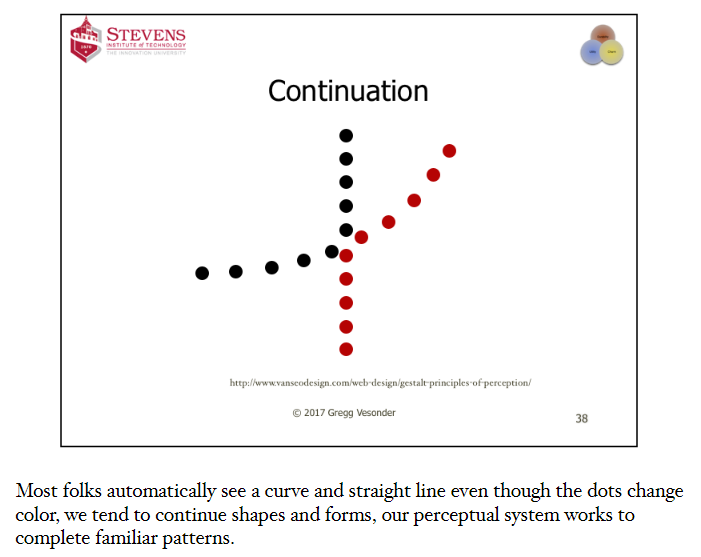 STEVENS
INSTITUTE of TECHNOLOGY
THE INNOVATION UNIVERSITY
Continuation
http://www.vanseodesign.com/web-design/gestalt-principles-of-perception/
© 2017 Gregg Vesonder
38
Most folks automatically see a curve and straight line even though the dots change
color, we tend to continue shapes and forms, our perceptual system works to
complete familiar patterns.